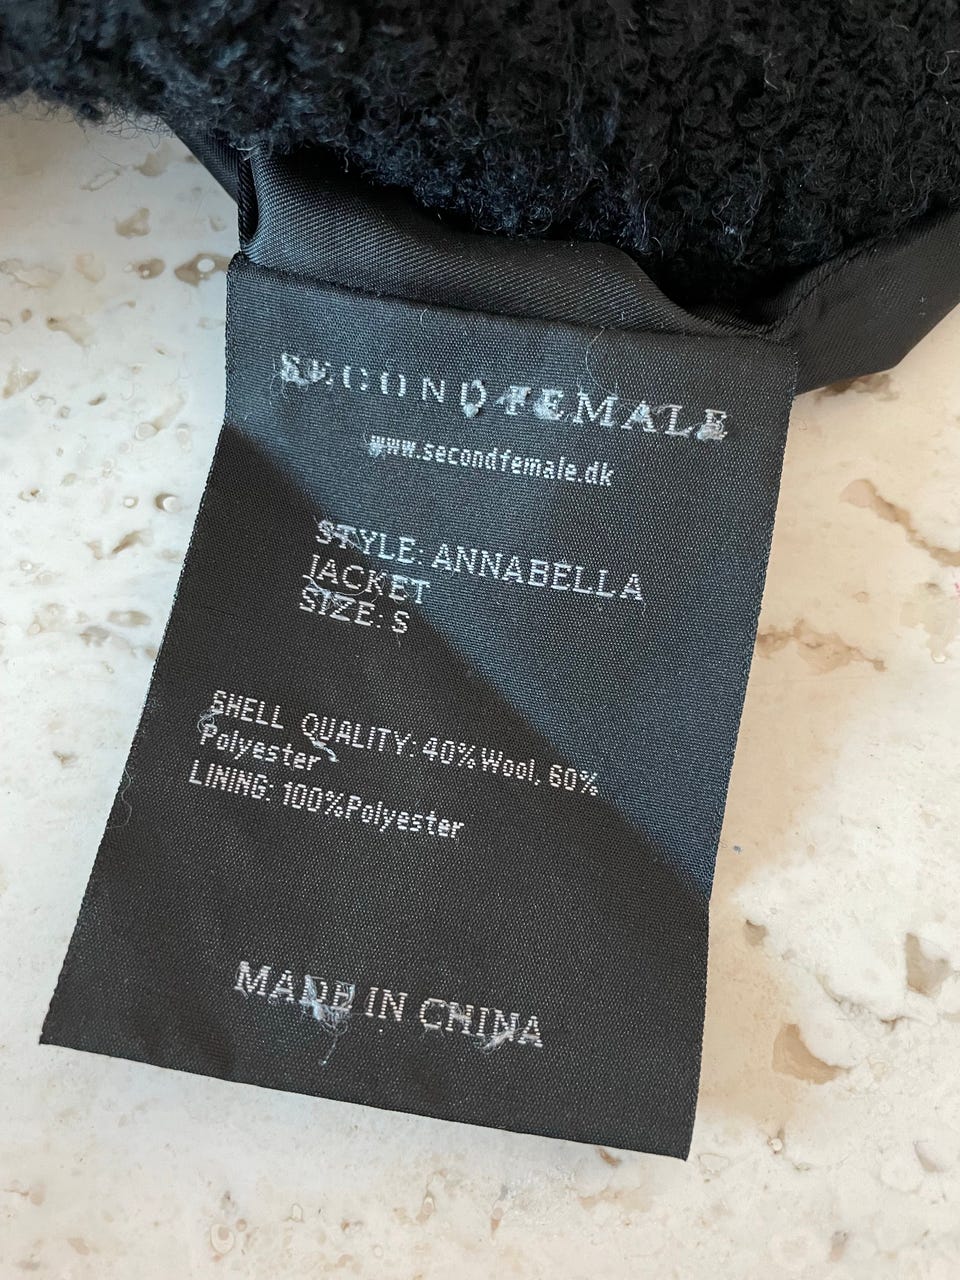 SECOND FEMALE
www.secondfemale.dk
STYLE: ANNABELLA
JACKET
SIZE: S
SHELL QUALITY: 40%Wool, 60%
Polyester
LINING: 100%Polyester
MADE IN CHINA